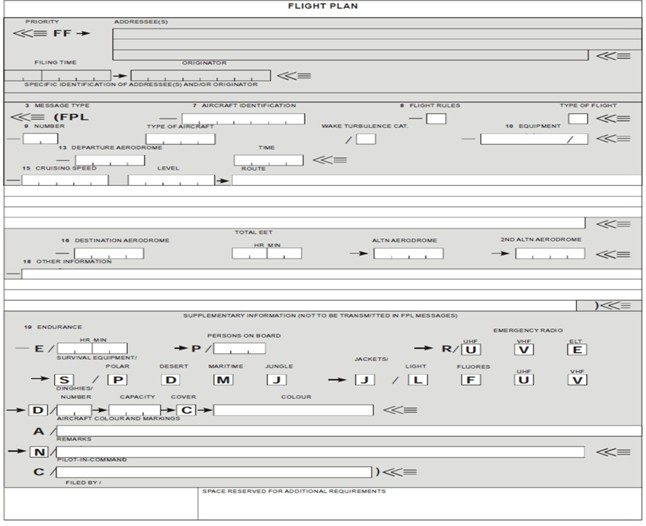 FLIGHT PLAN
PRIORITY ADDRESSEE(S)
FF
FILING TIME ORIGINATOR
SPECIFIC IDENTIFICATION OF ADDRESSEE(S) AND/OR ORIGINATOR
3 MESSAGE TYPE 7 AIRCRAFT IDENTIFICATION 8 FLIGHT RULES TYPE OF FLIGHT
(FPL
9 NUMBER TYPE OF AIRCRAFT WAKE TURBULENCE CAT. 10 EQUIPMENT
/ /
13 DEPARTURE AERODROME TIME
15 CRUISING SPEED LEVEL ROUTE
TOTAL EET
16 DESTINATION AERODROME HR MIN ALTN AERODROME 2ND ALTN AERODROME
18 OTHER INFORMATION
)
SUPPLEMENTARY INFORMATION (NOT TO BE TRANSMITTED IN FPL MESSAGES)
19 ENDURANCE EMERGENCY RADIO
HR MIN PERSONS ON BOARD UHF VHF ELT
E / P / R / U V E
SURVIVAL EQUIPMENT/ JACKETS/
POLAR DESERT MARITIME JUNGLE LIGHT FLUORES UHF VHF
S / P D M J J / L F U V
DINGHIES/
NUMBER CAPACITY COVER COLOUR
D / C
AIRCRAFT COLOUR AND MARKINGS
A /
REMARKS
N /
PILOT-IN-COMMAND
C / )
FILED BY /
SPACE RESERVED FOR ADDITIONAL REQUIREMENTS